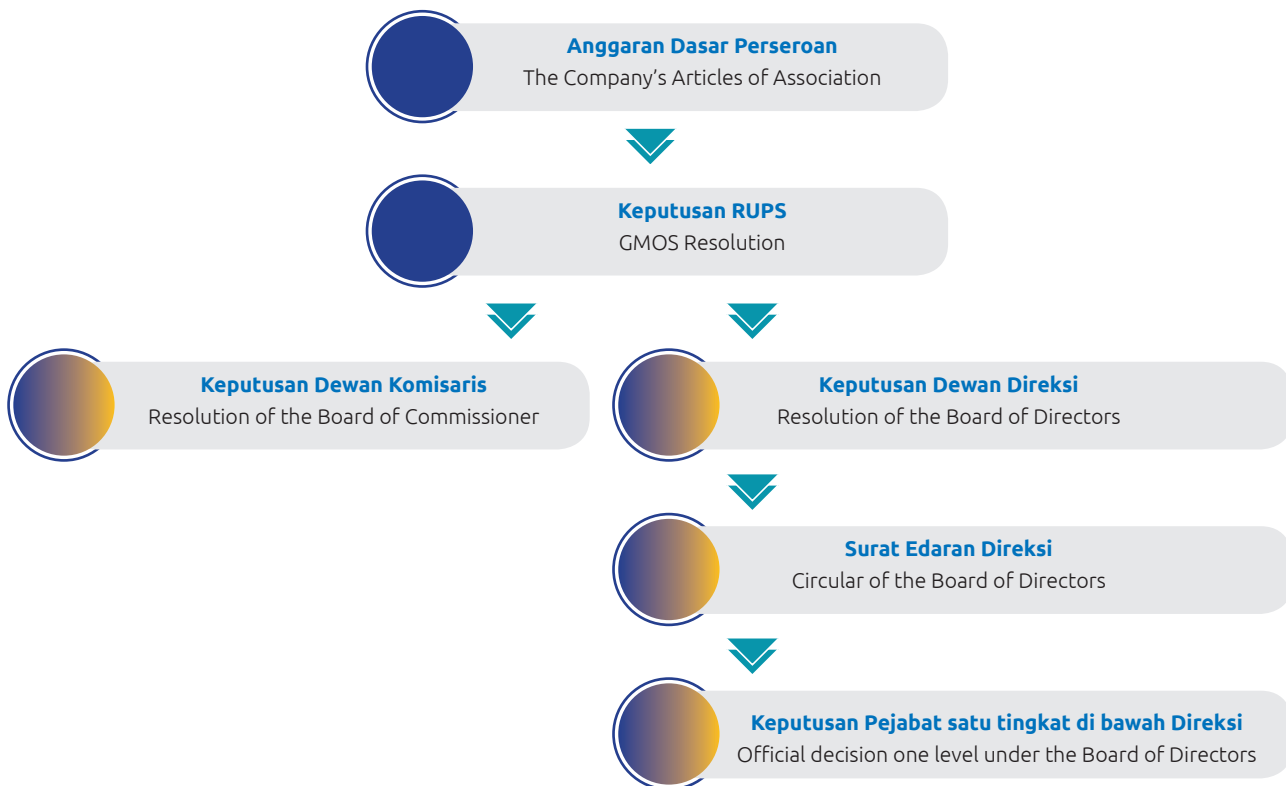 Anggaran Dasar Perseroan
The Company’s Articles of Association
Keputusan RUPS
GMOS Resolution
Keputusan Dewan Komisaris
Resolution of the Board of Commissioner
Keputusan Dewan Direksi
Resolution of the Board of Directors
Surat Edaran Direksi
Circular of the Board of Directors
Keputusan Pejabat satu tingkat di bawah Direksi
Official decision one level under the Board of Directors